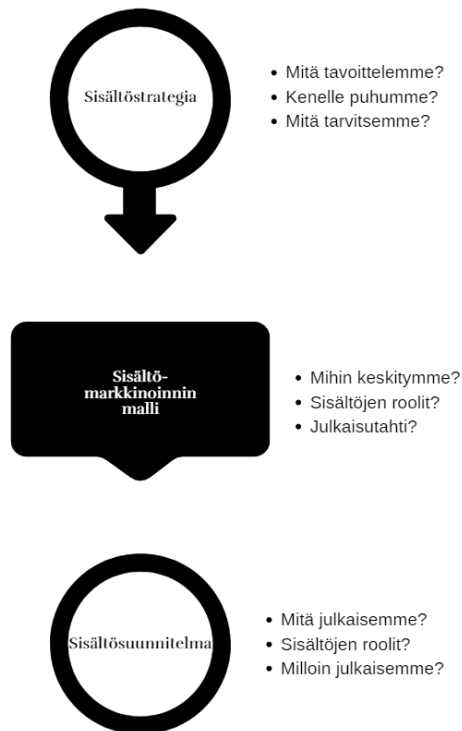 Sisältöstrategia
• Mitä tavoittelemme?
• Kenelle puhumme?
• Mitä tarvitsemme?
Sisältö-
markkinoinnin
malli
• Mihin keskitymme?
• Sisältöjen roolit?
• Julkaisutahti?
Sisältösuunnitelma
• Mitä julkaisemme?
• Sisältöjen roolit?
• Milloin julkaisemme?